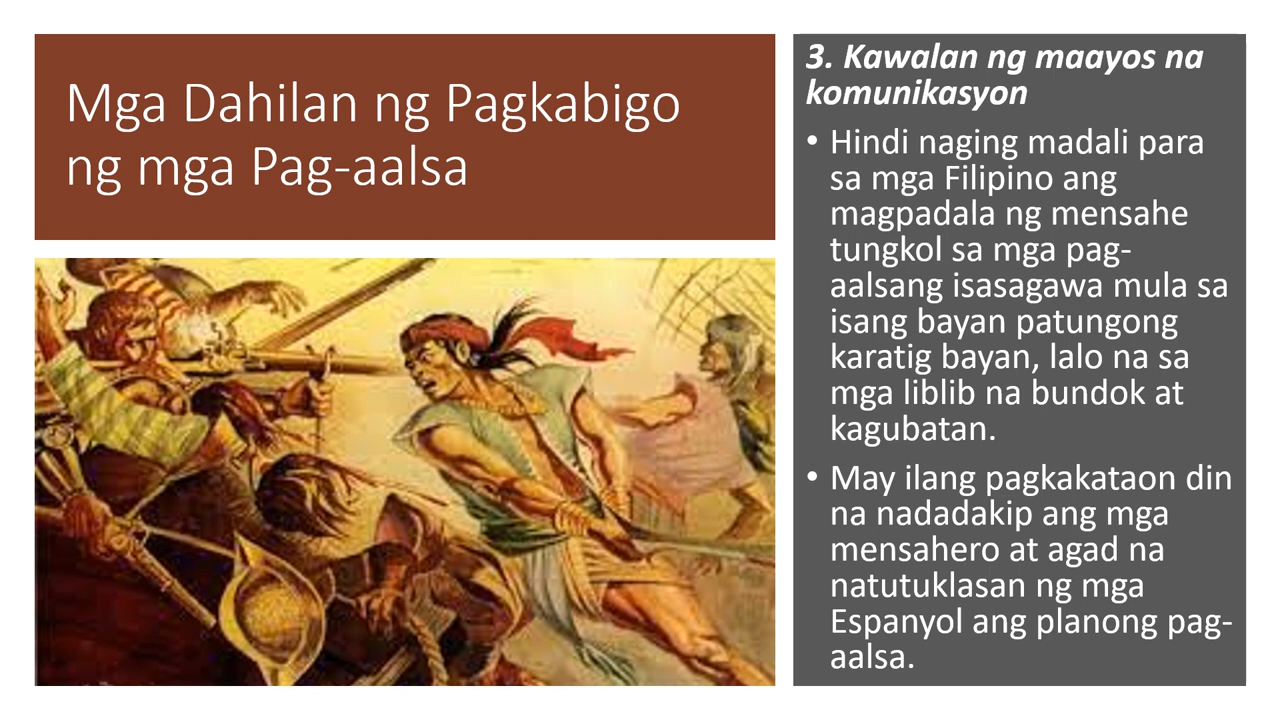 Mga Dahilan ng Pagkabigo
ng mga Pag-aalsa
3. Kawalan ng maayos na
komunikasyon
• Hindi naging madali para
sa mga Filipino ang
magpadala ng mensahe
tungkol sa mga pag-
aalsang isasagawa mula sa
isang bayan patungong
karatig bayan, lalo na sa
mga liblib na bundok at
kagubatan.
• May ilang pagkakataon din
na nadadakip ang mga
mensahero at agad na
natutuklasan ng mga
Espanyol ang planong pag-
aalsa.